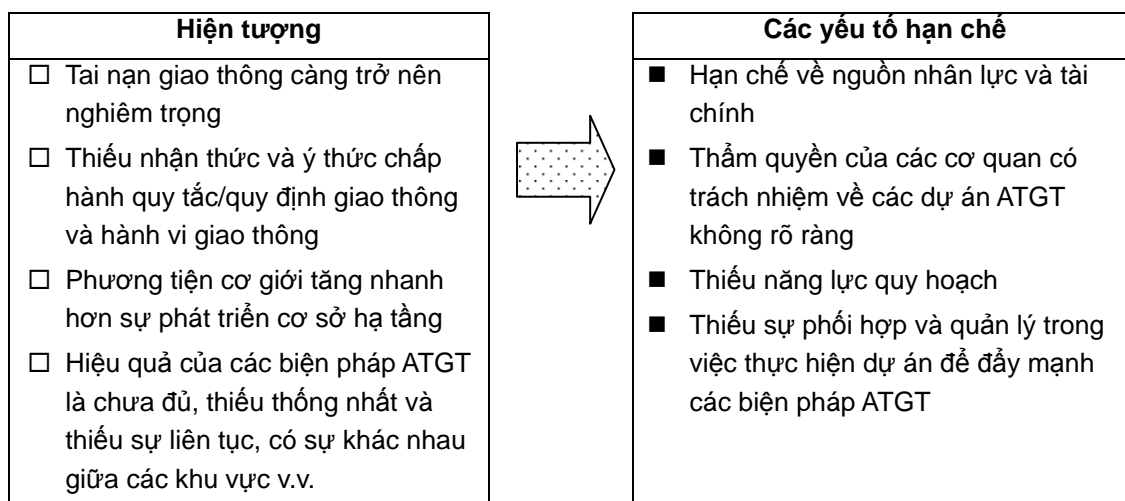 Hiện tượng
□ Tai nạn giao thông càng trở nên
nghiêm trọng
□ Thiếu nhận thức và ý thức chấp
hành quy tắc/quy định giao thông
và hành vi giao thông
□ Phương tiện cơ giới tăng nhanh
hơn sự phát triển cơ sở hạ tầng
□ Hiệu quả của các biện pháp ATGT
là chưa đủ, thiếu thống nhất và
thiếu sự liên tục, có sự khác nhau
giữa các khu vực v.v.
Các yếu tố hạn chế
■ Hạn chế về nguồn nhân lực và tài
chính
■ Thẩm quyền của các cơ quan có
trách nhiệm về các dự án ATGT
không rõ ràng
■ Thiếu năng lực quy hoạch
■ Thiếu sự phối hợp và quản lý trong
việc thực hiện dự án để đẩy mạnh
các biện pháp ATGT